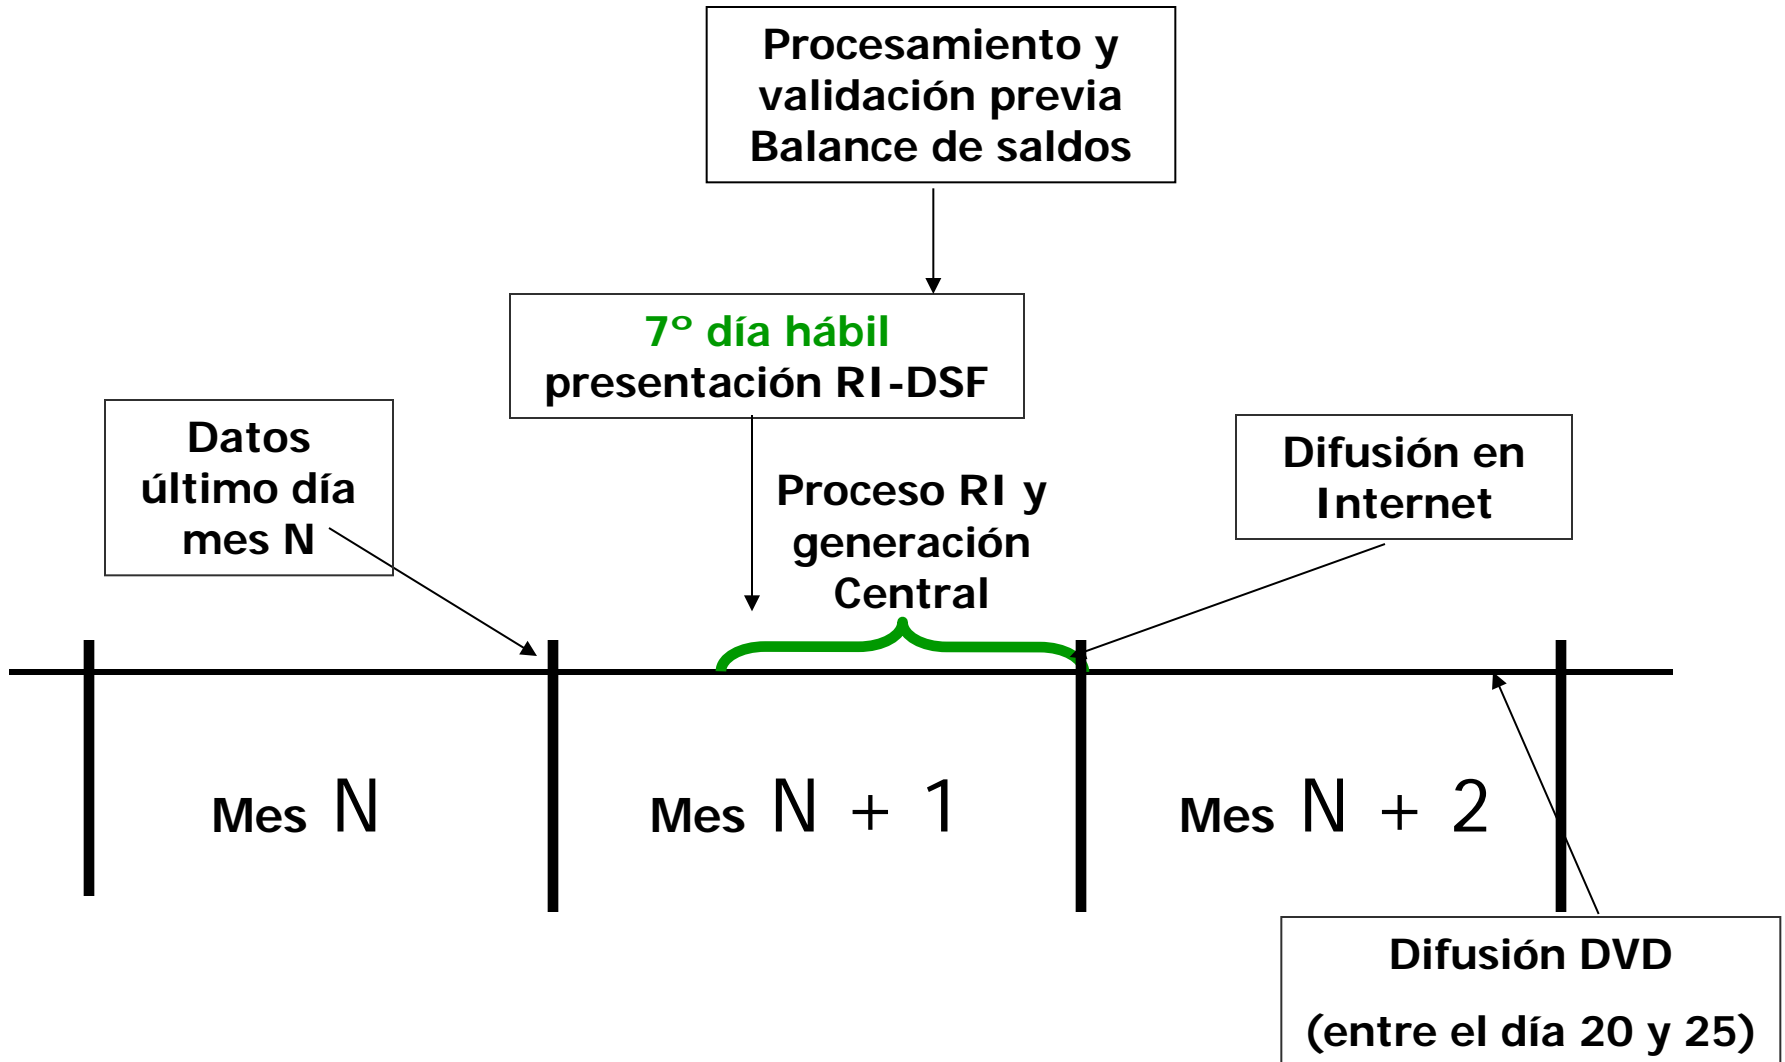 Procesamiento y
validación previa
Balance de saldos
7º día hábil
presentación RI-DSF
Datos
último día
mes N
Proceso RI y
generación
Central
Difusión en
Internet
Mes N
Mes N + 1
Mes N + 2
Difusión DVD
(entre el día 20 y 25)